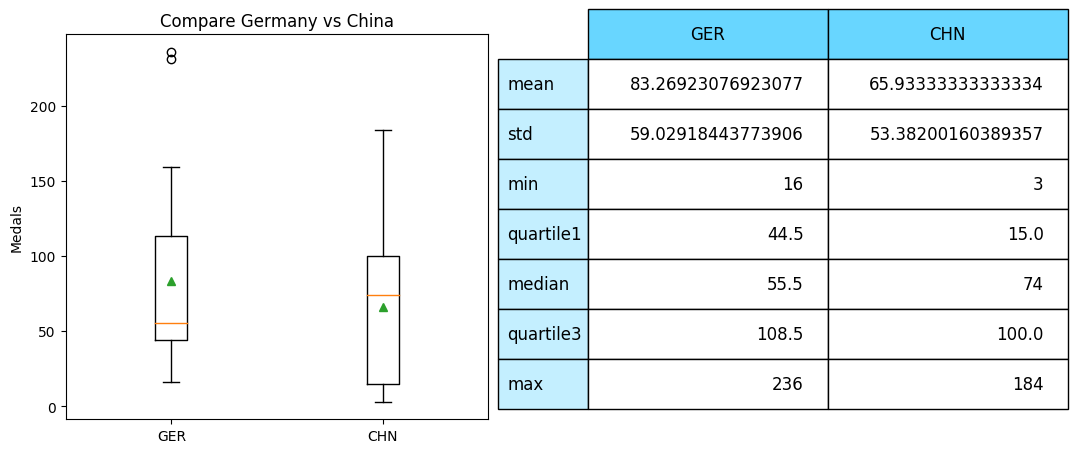 Compare Germany vs China
Medals
200
150
100
50
0
GER CHN
GER CHN
mean 83.26923076923077 65.93333333333334
std 59.02918443773906 53.38200160389357
min 16 3
quartile1 44.5 15.0
median 55.5 74
quartile3 108.5 100.0
max 236 184